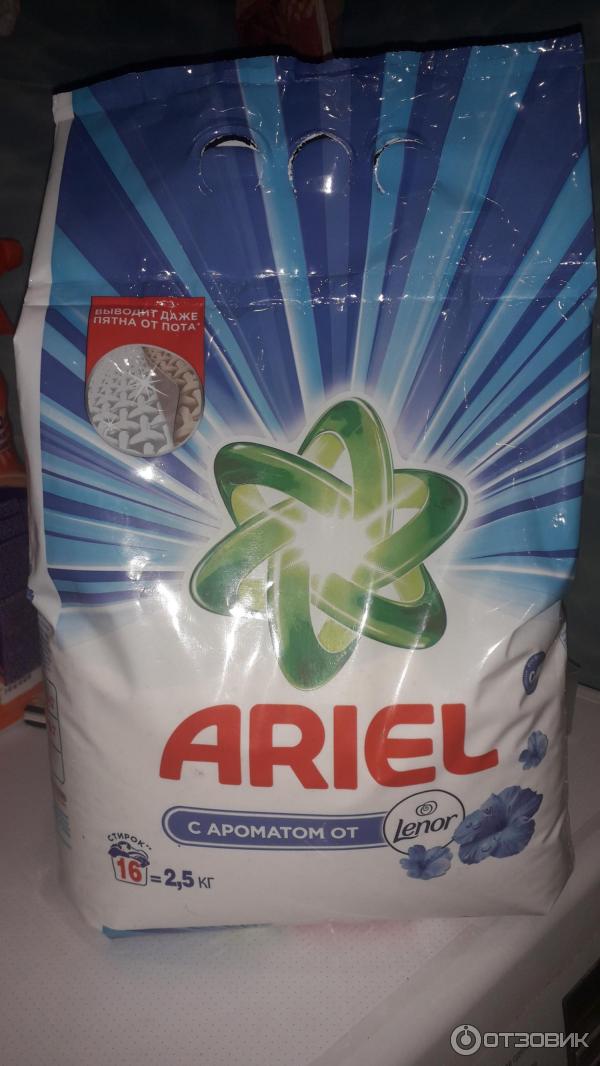 ВЫВОДИТ ДАЖЕ
ПЯТНА ОТ ПОТА*
ARIEL
С АРОМАТОМ ОТ
Lenor
СТИРОК**
16 = 2,5 КГ
ОТЗОВИК